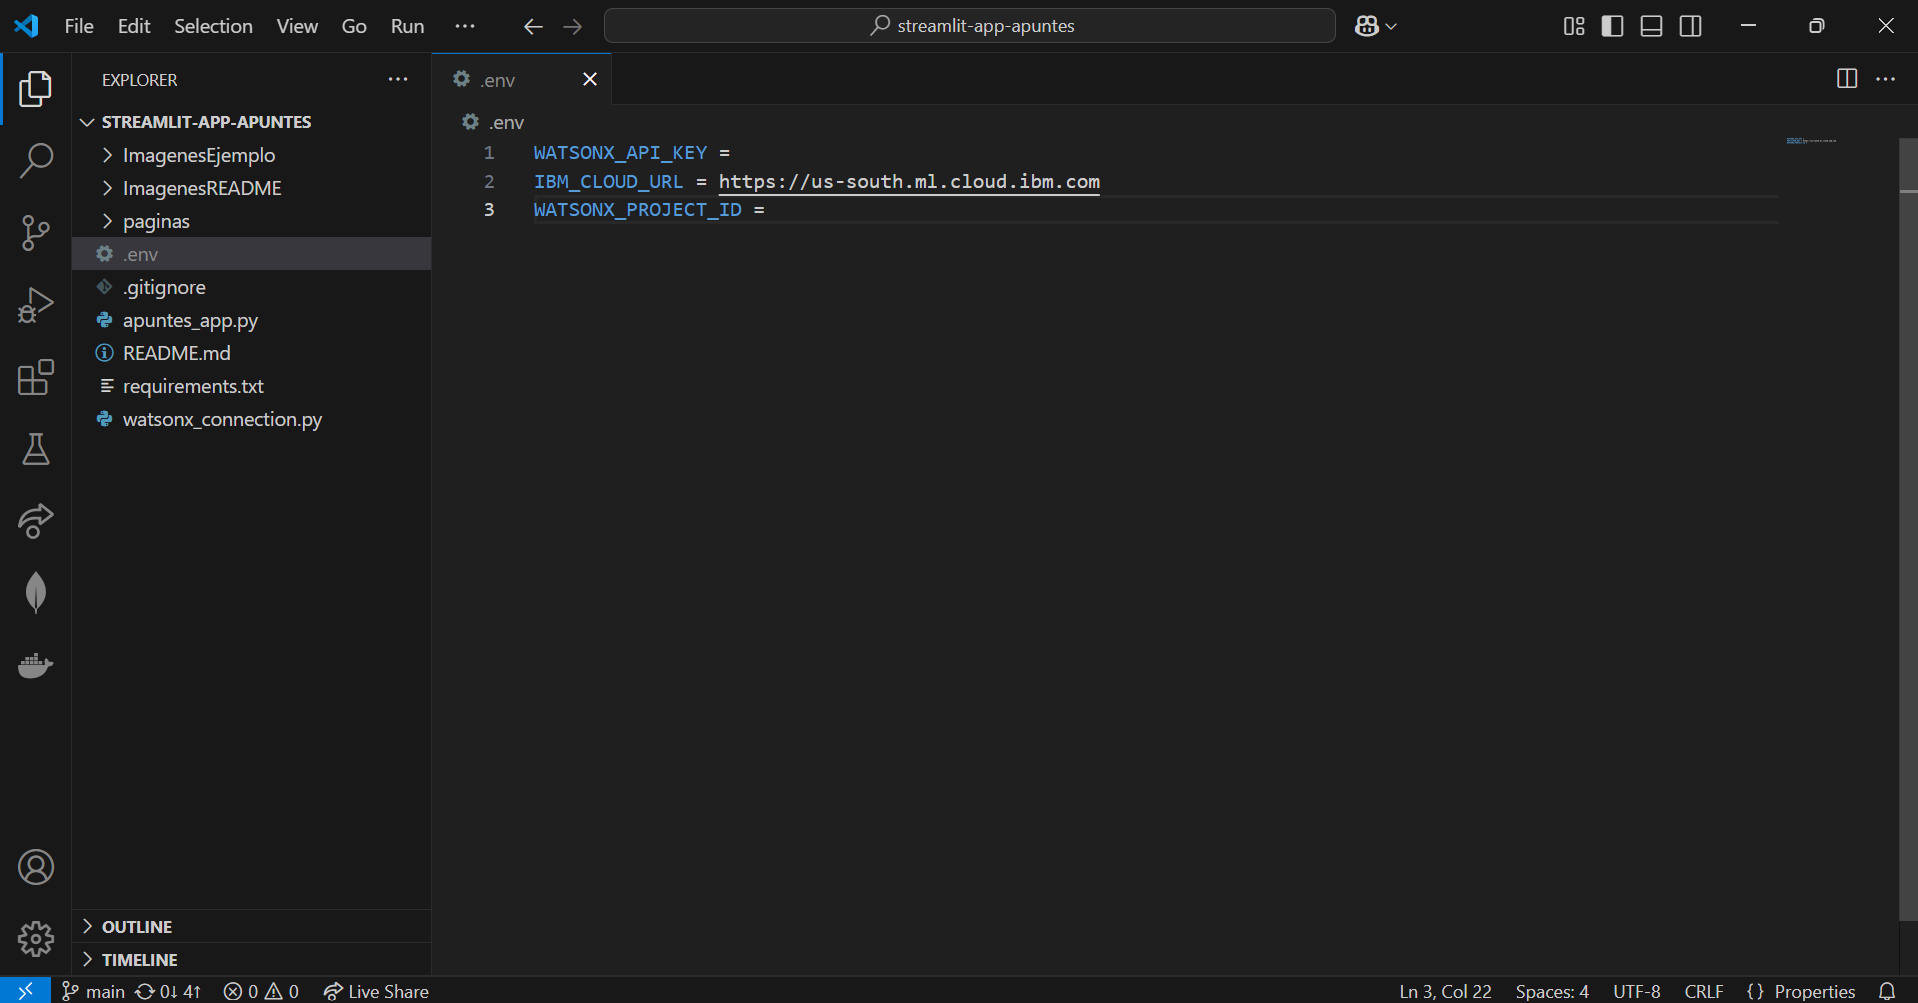 File Edit Selection View Go Run ···
streamlit-app-apuntes
EXPLORER
STREAMLIT-APP-APUNTES
ImagenesEjemplo
ImagenesREADME
paginas
.env
.gitignore
apuntes_app.py
README.md
requirements.txt
watsonx_connection.py
OUTLINE
TIMELINE
.env
.env
1 WATSONX_API_KEY =
2 IBM_CLOUD_URL = https://us-south.ml.cloud.ibm.com
3 WATSONX_PROJECT_ID =
main 0↓ 4↑ 0 0 Live Share Ln 3, Col 22 Spaces: 4 UTF-8 CRLF {} Properties